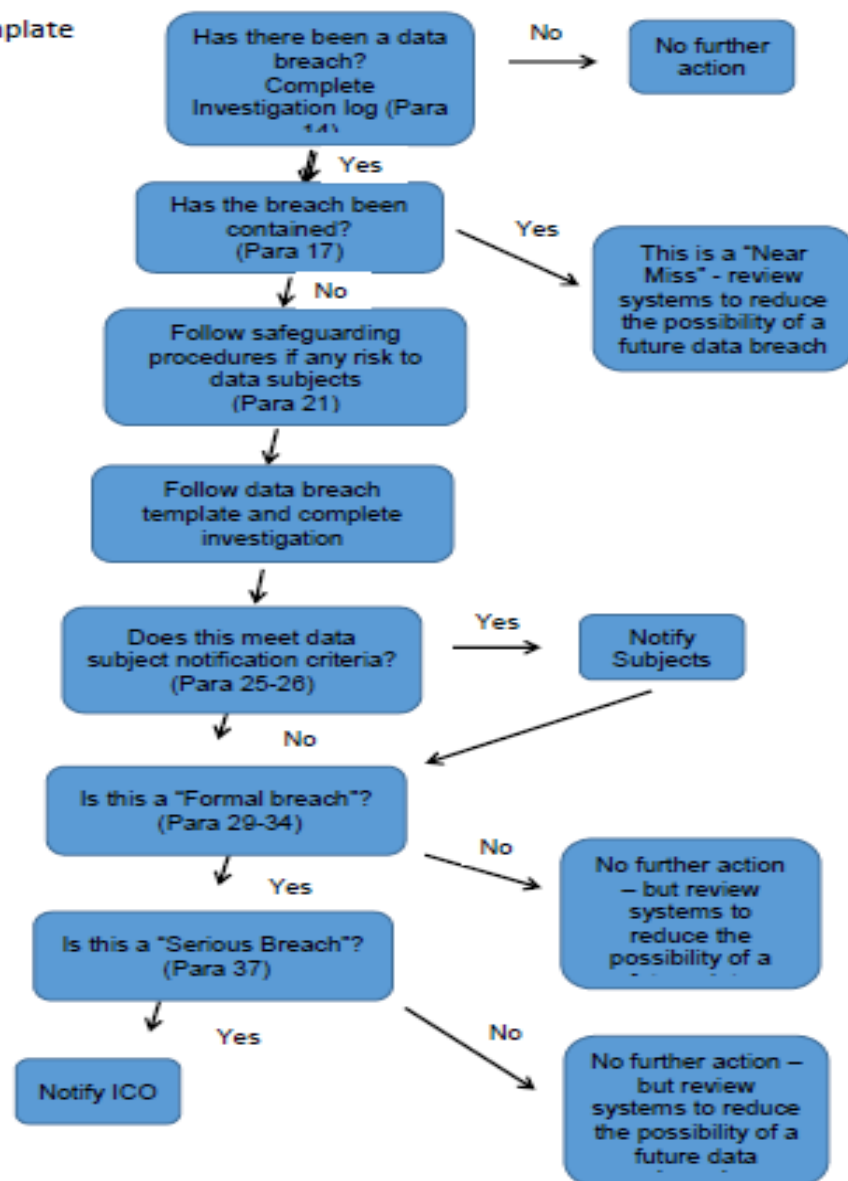 nplate
Has there been a data
breach?
Complete
Investigation log (Para
14)
No
No further
action
Yes
Has the breach been
contained?
(Para 17)
Yes
This is a "Near
Miss" - review
systems to reduce
the possibility of a
future data breach
No
Follow safeguarding
procedures if any risk to
data subjects
(Para 21)
Follow data breach
template and complete
investigation
Does this meet data
subject notification criteria?
(Para 25-26)
Yes
Notify
Subjects
No
Is this a "Formal breach"?
(Para 29-34)
No
No further action
– but review
systems to
reduce the
possibility of a
Yes
Is this a "Serious Breach"?
(Para 37)
Yes
No
Notify ICO
No further action –
but review
systems to reduce
the possibility of a
future data